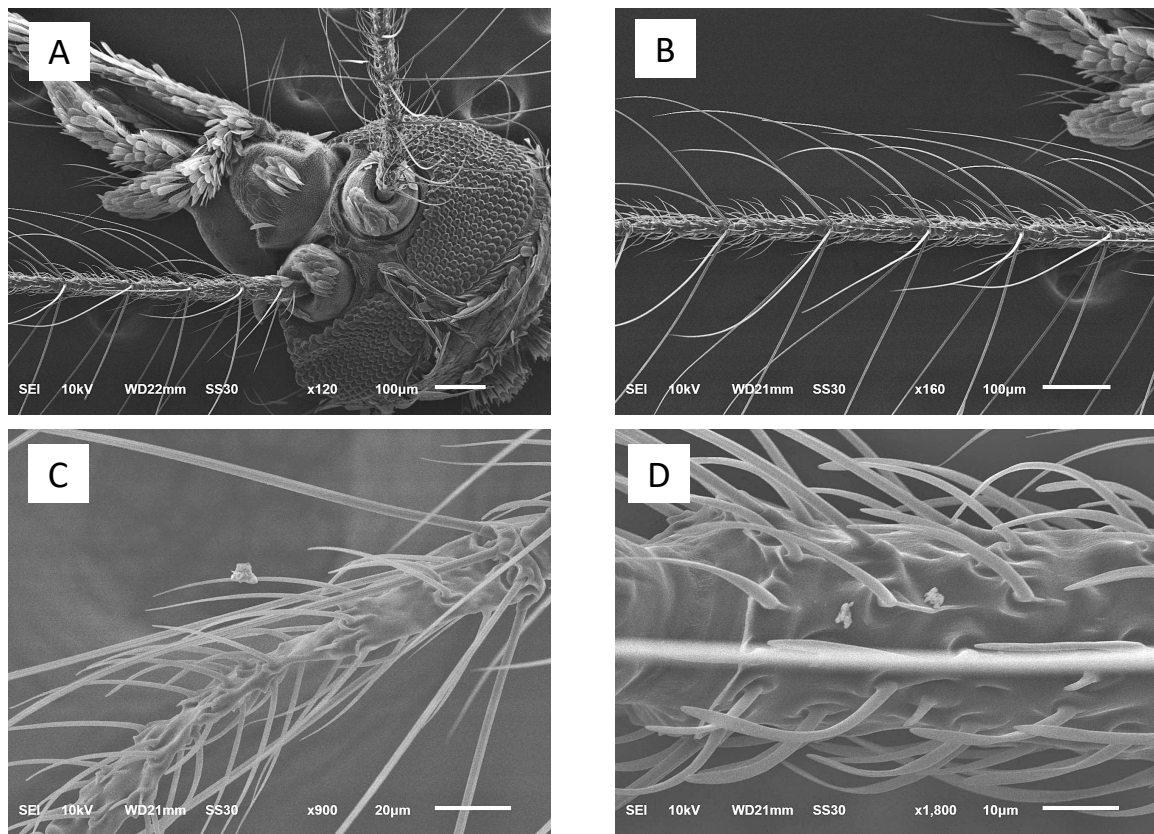 A
SEI 10kV WD22mm SS30 x120 100µm
B
SEI 10kV WD21mm SS30 x160 100µm
C
SEI 10kV WD21mm SS30 x900 20µm
D
SEI 10kV WD21mm SS30 x1,800 10µm